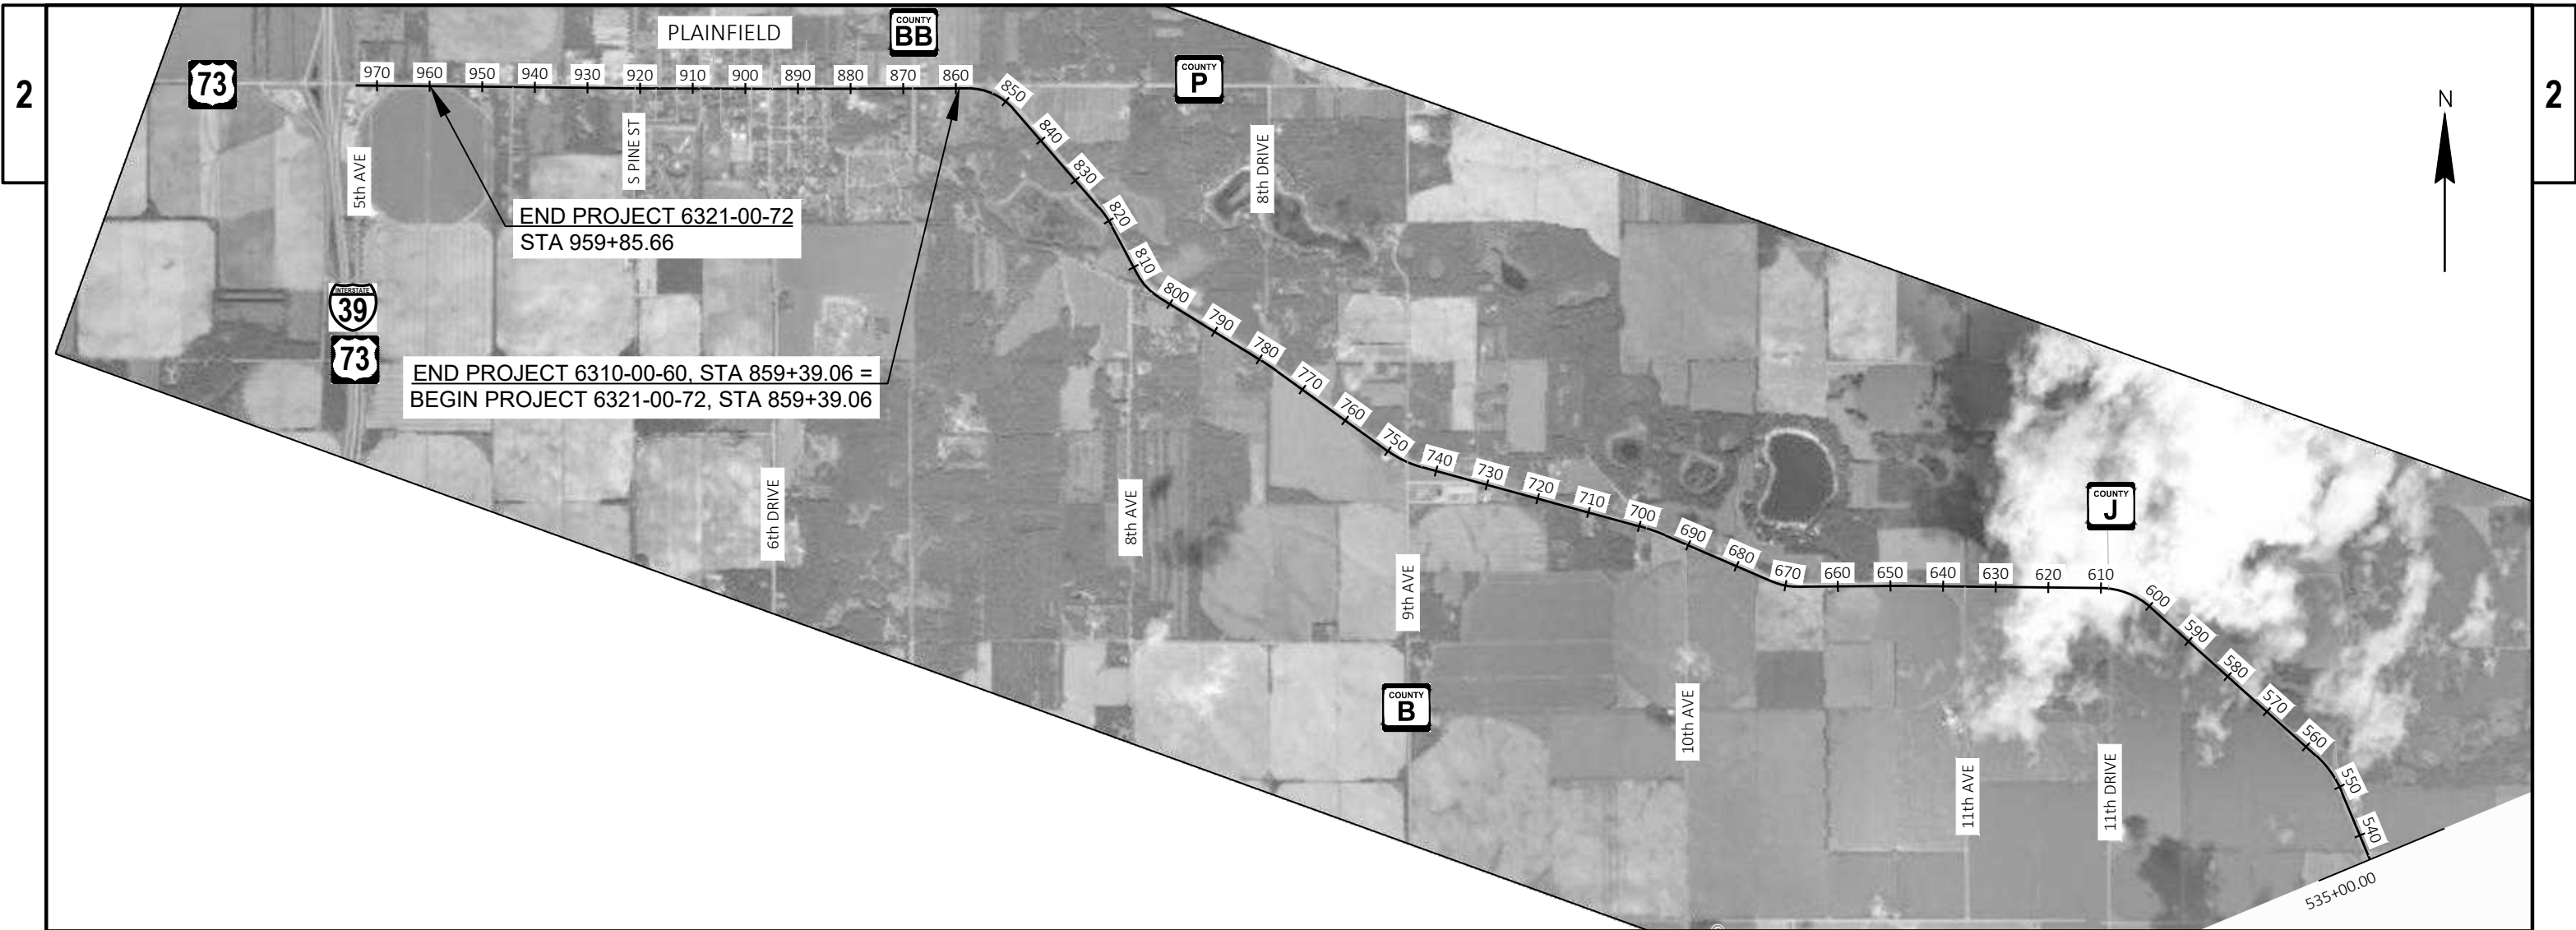 2
2
PLAINFIELD
COUNTY
BB
COUNTY
P
73
N
970
960
950
940
930
920
910
900
890
880
870
860
850
840
830
820
810
800
790
780
770
760
750
740
730
720
710
700
690
680
670
660
650
640
630
620
610
600
590
580
570
560
550
540
535+00.00
5th AVE
S PINE ST
8th DRIVE
END PROJECT 6321-00-72
STA 959+85.66
INTERSTATE
39
73
END PROJECT 6310-00-60, STA 859+39.06 =
BEGIN PROJECT 6321-00-72, STA 859+39.06
6th DRIVE
8th AVE
9th AVE
COUNTY
J
COUNTY
B
10th AVE
11th AVE
11th DRIVE